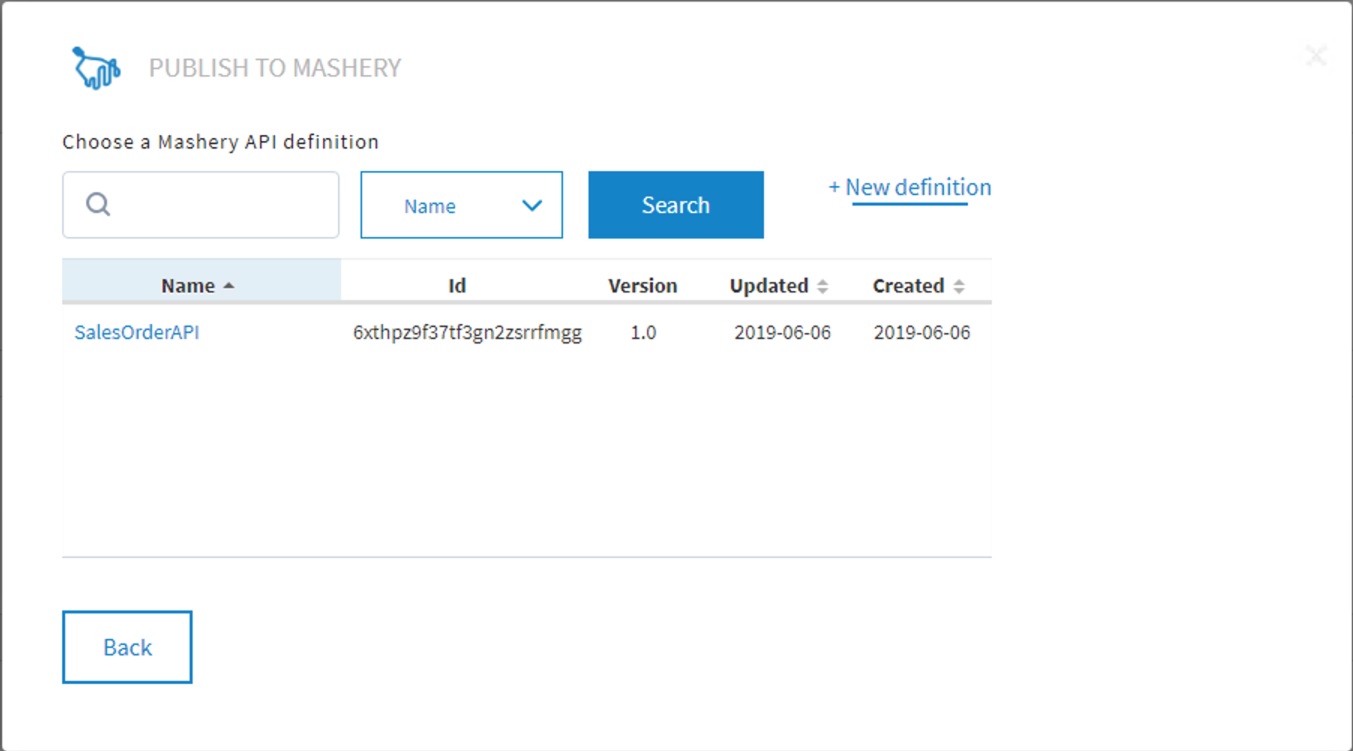 PUBLISH TO MASHERY
Choose a Mashery API definition
Name
Search
+ New definition
Name Id Version Updated Created
SalesOrderAPI 6xthpz9f37tf3gn2zsrrfmgg 1.0 2019-06-06 2019-06-06
Back